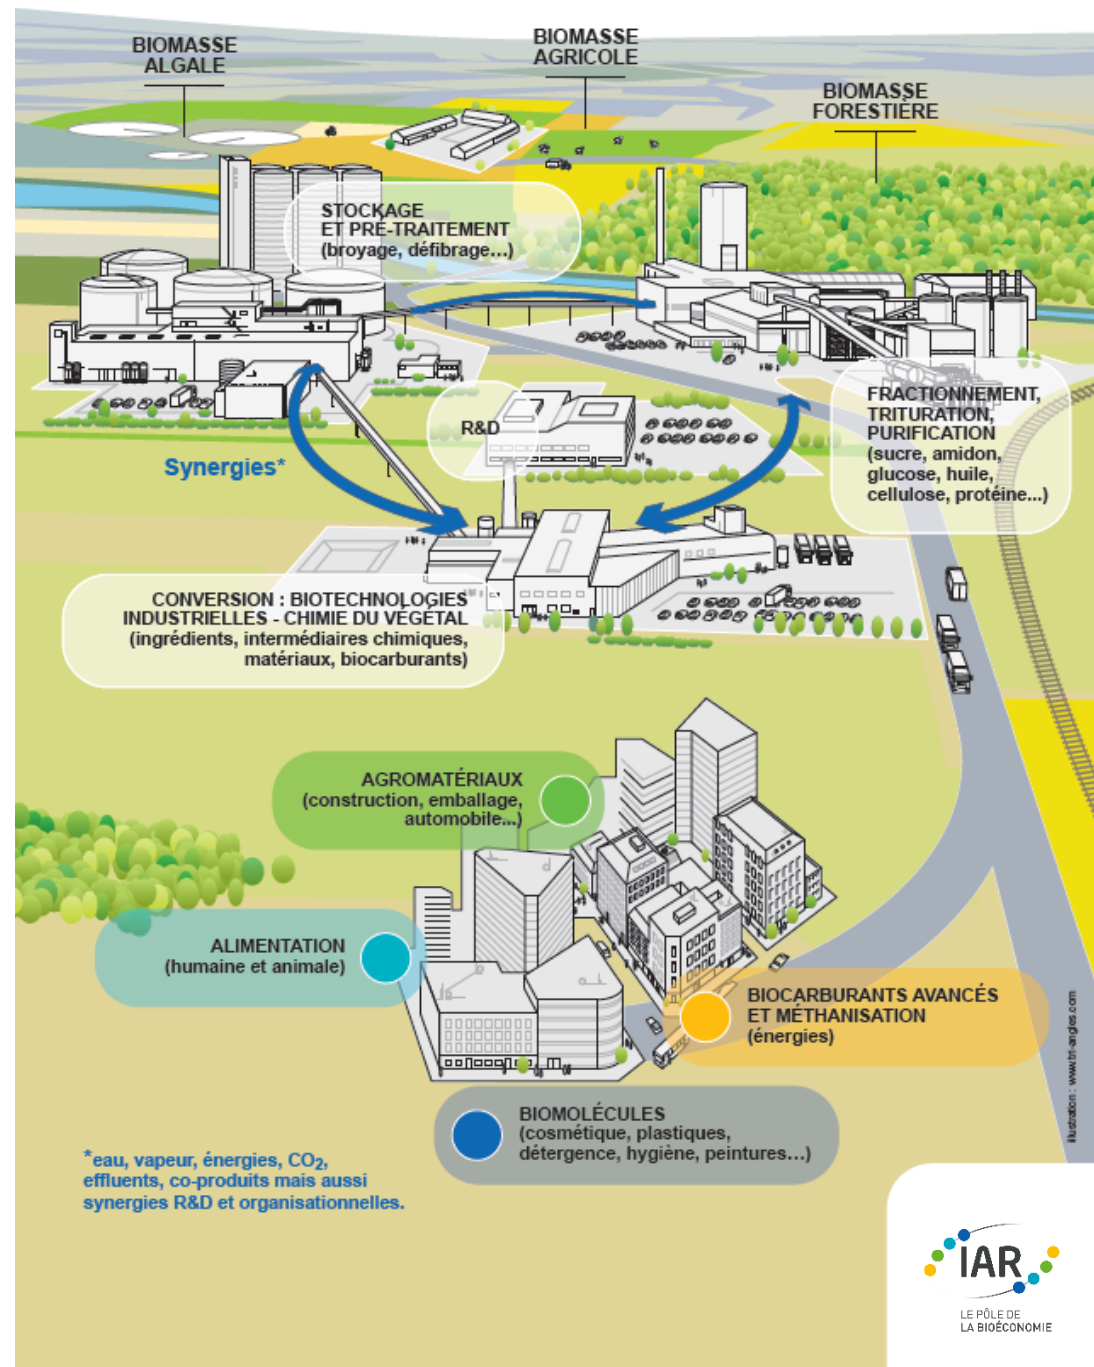 BIOMASSE
ALGALE
BIOMASSE
AGRICOLE
BIOMASSE
FORESTIÈRE
STOCKAGE
ET PRÉ-TRAITEMENT
(broyage, défibrage...)
R&D
FRACTIONNEMENT,
TRITURATION,
PURIFICATION
(sucre, amidon,
glucose, huile,
cellulose, protéine...)
Synergies*
CONVERSION : BIOTECHNOLOGIES
INDUSTRIELLES - CHIMIE DU VÉGÉTAL
(ingrédients, intermédiaires chimiques,
matériaux, biocarburants)
AGROMATÉRIAUX
(construction, emballage,
automobile...)
ALIMENTATION
(humaine et animale)
BIOCARBURANTS AVANCÉS
ET MÉTHANISATION
(énergies)
BIOMOLÉCULES
(cosmétique, plastiques,
détergence, hygiène, peintures...)
*eau, vapeur, énergies, CO₂,
effluents, co-produits mais aussi
synergies R&D et organisationnelles.
illustration : www.tri-angles.com
IAR
LE PÔLE DE
LA BIOÉCONOMIE